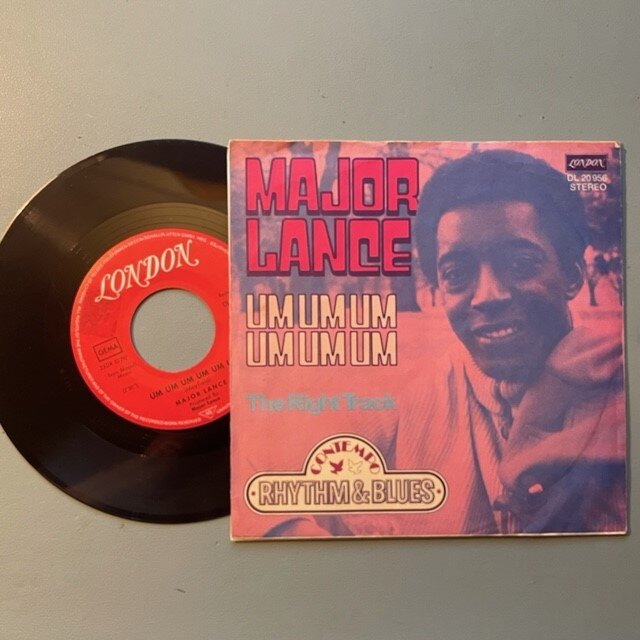 LONDON
GEMA
UM UM UM UM UM
MAJOR LANCE
LONDON
DL 20 956
STEREO
MAJOR
LANCE
UM UM UM
UM UM UM
The Right Track
CONTEMPO
RHYTHM & BLUES